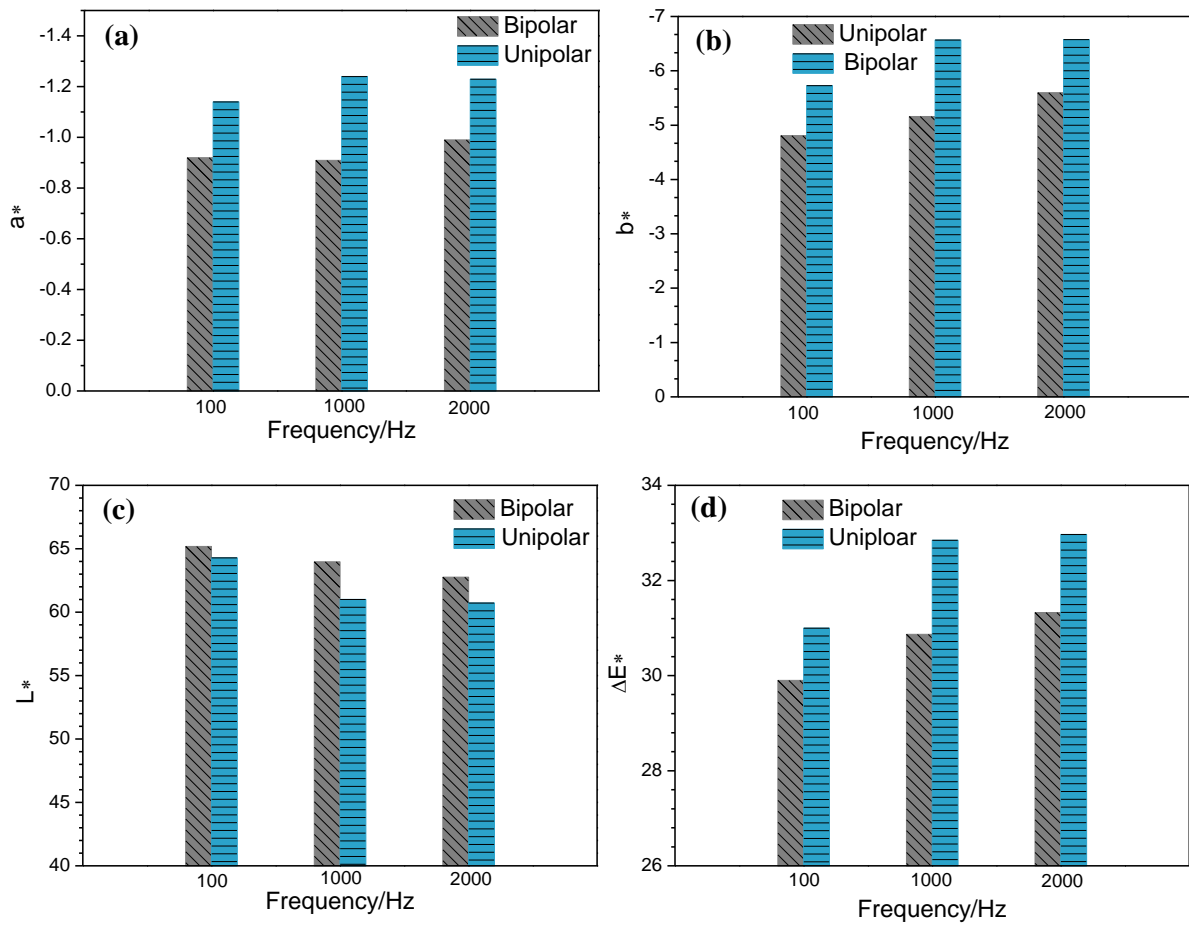 (a)
Bipolar
Unipolar
-1.4
-1.2
-1.0
-0.8
-0.6
-0.4
-0.2
0.0
a*
100 1000 2000
Frequency/Hz
(b)
Unipolar
Bipolar
-7
-6
-5
-4
-3
-2
-1
0
b*
100 1000 2000
Frequency/Hz
(c)
Bipolar
Unipolar
70
65
60
55
50
45
40
L*
100 1000 2000
Frequency/Hz
(d)
Bipolar
Uniploar
34
32
30
28
26
ΔE*
100 1000 2000
Frequency/Hz